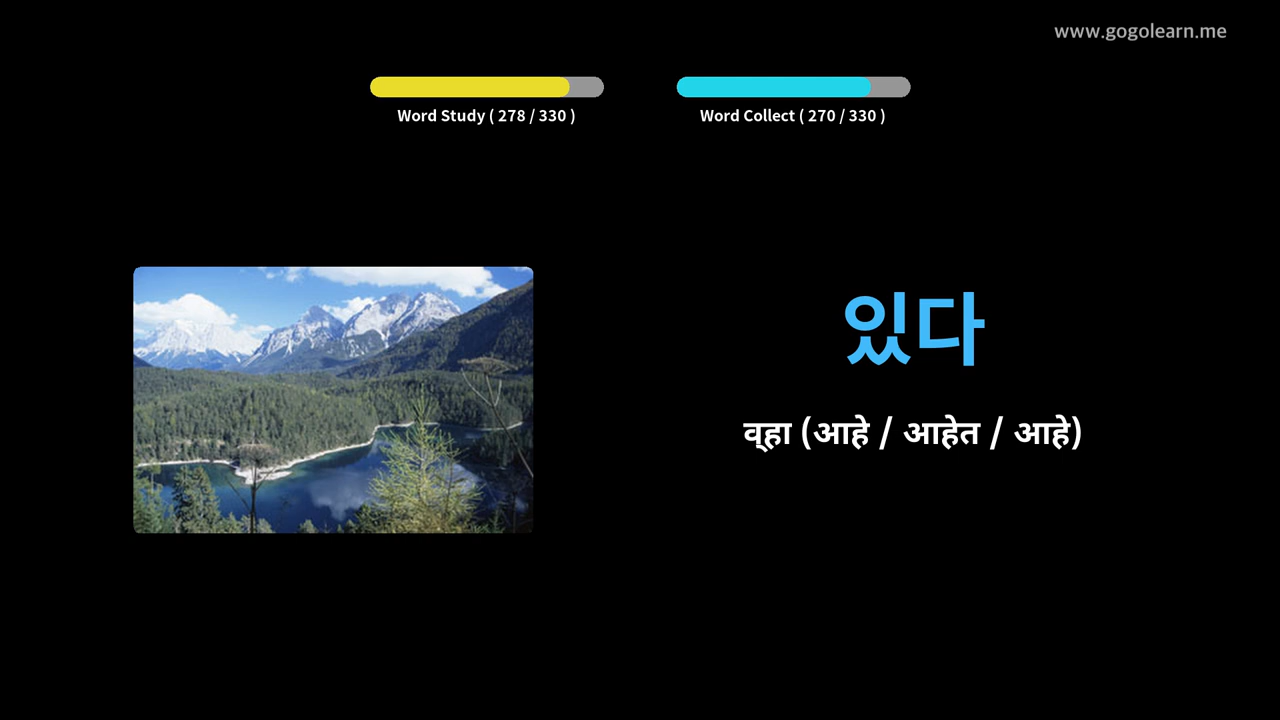 www.gogolearn.me
Word Study ( 278 / 330 )
Word Collect ( 270 / 330 )
있다
व्हा (आहे / आहेत / आहे)